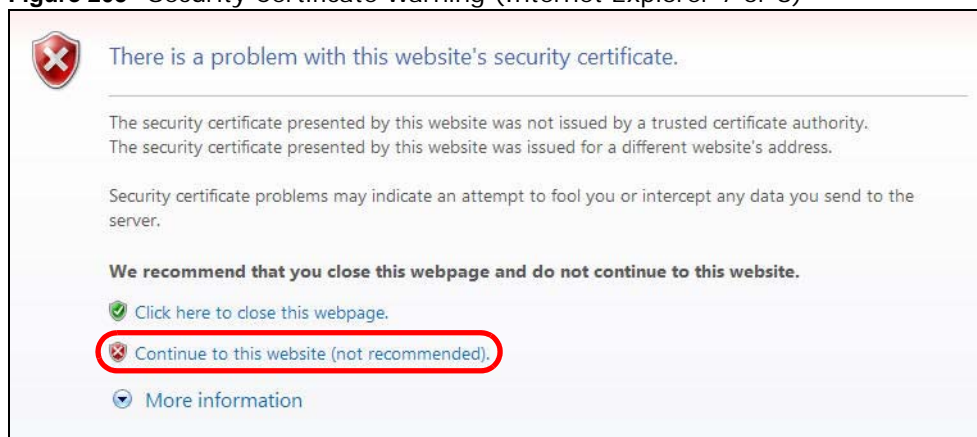 There is a problem with this website's security certificate.
The security certificate presented by this website was not issued by a trusted certificate authority.
The security certificate presented by this website was issued for a different website's address.
Security certificate problems may indicate an attempt to fool you or intercept any data you send to the
server.
We recommend that you close this webpage and do not continue to this website.
Click here to close this webpage.
Continue to this website (not recommended).
More information